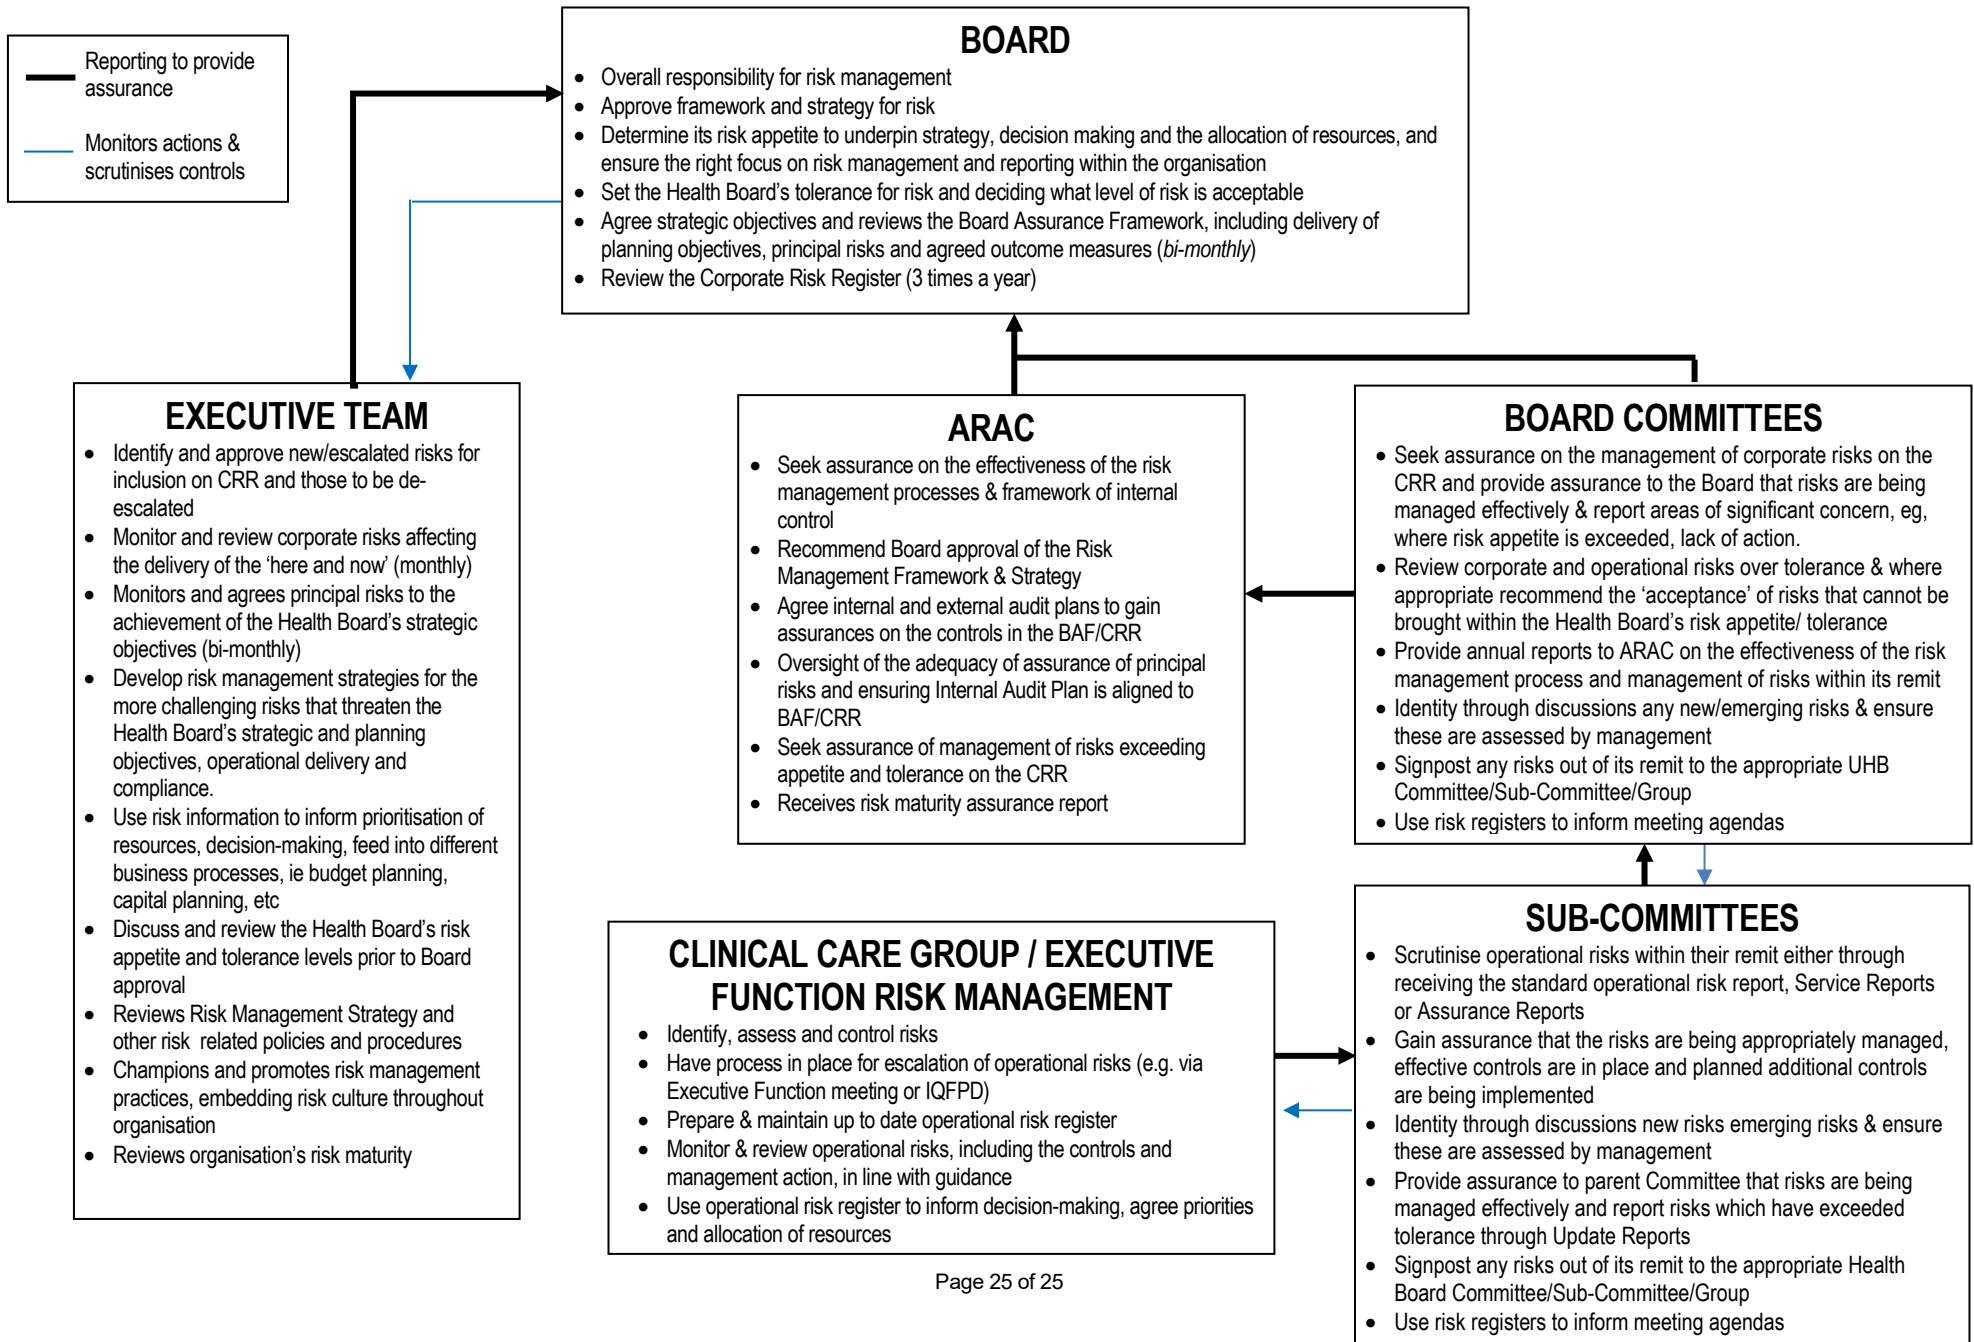 Reporting to provide
assurance
Monitors actions &
scrutinises controls
BOARD
• Overall responsibility for risk management
• Approve framework and strategy for risk
• Determine its risk appetite to underpin strategy, decision making and the allocation of resources, and
ensure the right focus on risk management and reporting within the organisation
• Set the Health Board’s tolerance for risk and deciding what level of risk is acceptable
• Agree strategic objectives and reviews the Board Assurance Framework, including delivery of
planning objectives, principal risks and agreed outcome measures (bi-monthly)
• Review the Corporate Risk Register (3 times a year)
EXECUTIVE TEAM
• Identify and approve new/escalated risks for
inclusion on CRR and those to be de-
escalated
• Monitor and review corporate risks affecting
the delivery of the ‘here and now’ (monthly)
• Monitors and agrees principal risks to the
achievement of the Health Board’s strategic
objectives (bi-monthly)
• Develop risk management strategies for the
more challenging risks that threaten the
Health Board’s strategic and planning
objectives, operational delivery and
compliance.
• Use risk information to inform prioritisation of
resources, decision-making, feed into different
business processes, ie budget planning,
capital planning, etc
• Discuss and review the Health Board’s risk
appetite and tolerance levels prior to Board
approval
• Reviews Risk Management Strategy and
other risk related policies and procedures
• Champions and promotes risk management
practices, embedding risk culture throughout
organisation
• Reviews organisation’s risk maturity
ARAC
• Seek assurance on the effectiveness of the risk
management processes & framework of internal
control
• Recommend Board approval of the Risk
Management Framework & Strategy
• Agree internal and external audit plans to gain
assurances on the controls in the BAF/CRR
• Oversight of the adequacy of assurance of principal
risks and ensuring Internal Audit Plan is aligned to
BAF/CRR
• Seek assurance of management of risks exceeding
appetite and tolerance on the CRR
• Receives risk maturity assurance report
BOARD COMMITTEES
• Seek assurance on the management of corporate risks on the
CRR and provide assurance to the Board that risks are being
managed effectively & report areas of significant concern, eg,
where risk appetite is exceeded, lack of action.
• Review corporate and operational risks over tolerance & where
appropriate recommend the ‘acceptance’ of risks that cannot be
brought within the Health Board’s risk appetite/ tolerance
• Provide annual reports to ARAC on the effectiveness of the risk
management process and management of risks within its remit
• Identity through discussions any new/emerging risks & ensure
these are assessed by management
• Signpost any risks out of its remit to the appropriate UHB
Committee/Sub-Committee/Group
• Use risk registers to inform meeting agendas
CLINICAL CARE GROUP / EXECUTIVE
FUNCTION RISK MANAGEMENT
• Identify, assess and control risks
• Have process in place for escalation of operational risks (e.g. via
Executive Function meeting or IQFPD)
• Prepare & maintain up to date operational risk register
• Monitor & review operational risks, including the controls and
management action, in line with guidance
• Use operational risk register to inform decision-making, agree priorities
and allocation of resources
SUB-COMMITTEES
• Scrutinise operational risks within their remit either through
receiving the standard operational risk report, Service Reports
or Assurance Reports
• Gain assurance that the risks are being appropriately managed,
effective controls are in place and planned additional controls
are being implemented
• Identity through discussions new risks emerging risks & ensure
these are assessed by management
• Provide assurance to parent Committee that risks are being
managed effectively and report risks which have exceeded
tolerance through Update Reports
• Signpost any risks out of its remit to the appropriate Health
Board Committee/Sub-Committee/Group
• Use risk registers to inform meeting agendas
Page 25 of 25